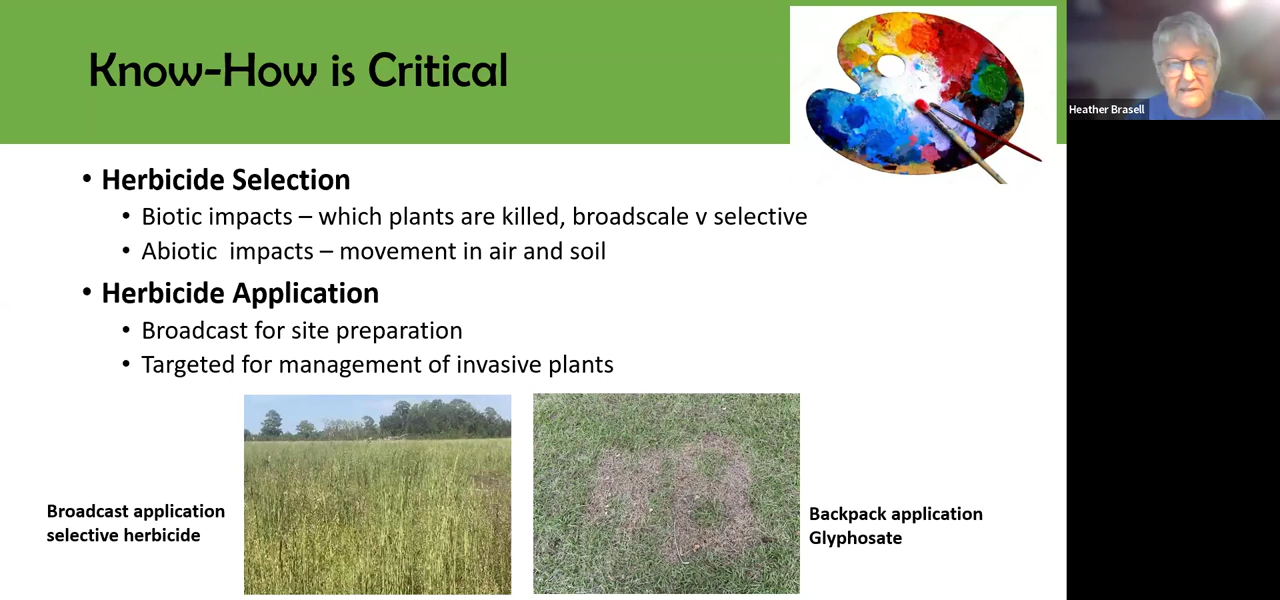 Know-How is Critical
Heather Brasell
• Herbicide Selection
• Biotic impacts – which plants are killed, broadscale v selective
• Abiotic  impacts – movement in air and soil
• Herbicide Application
• Broadcast for site preparation
• Targeted for management of invasive plants
Broadcast application
selective herbicide
Backpack application
Glyphosate